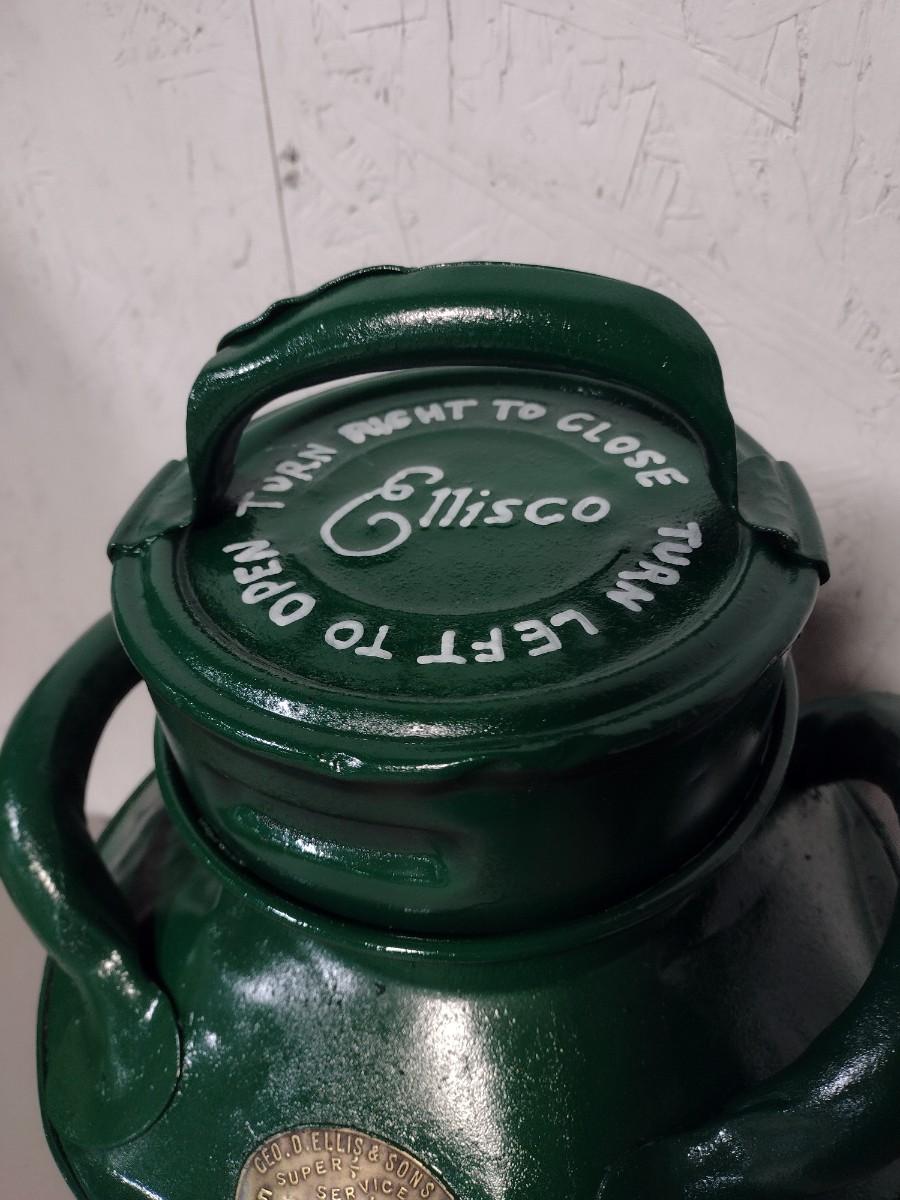 TURN RIGHT TO CLOSE
Ellisco
TURN LEFT TO OPEN
GEO. D. ELLIS & SONS
SUPER
SERVICE